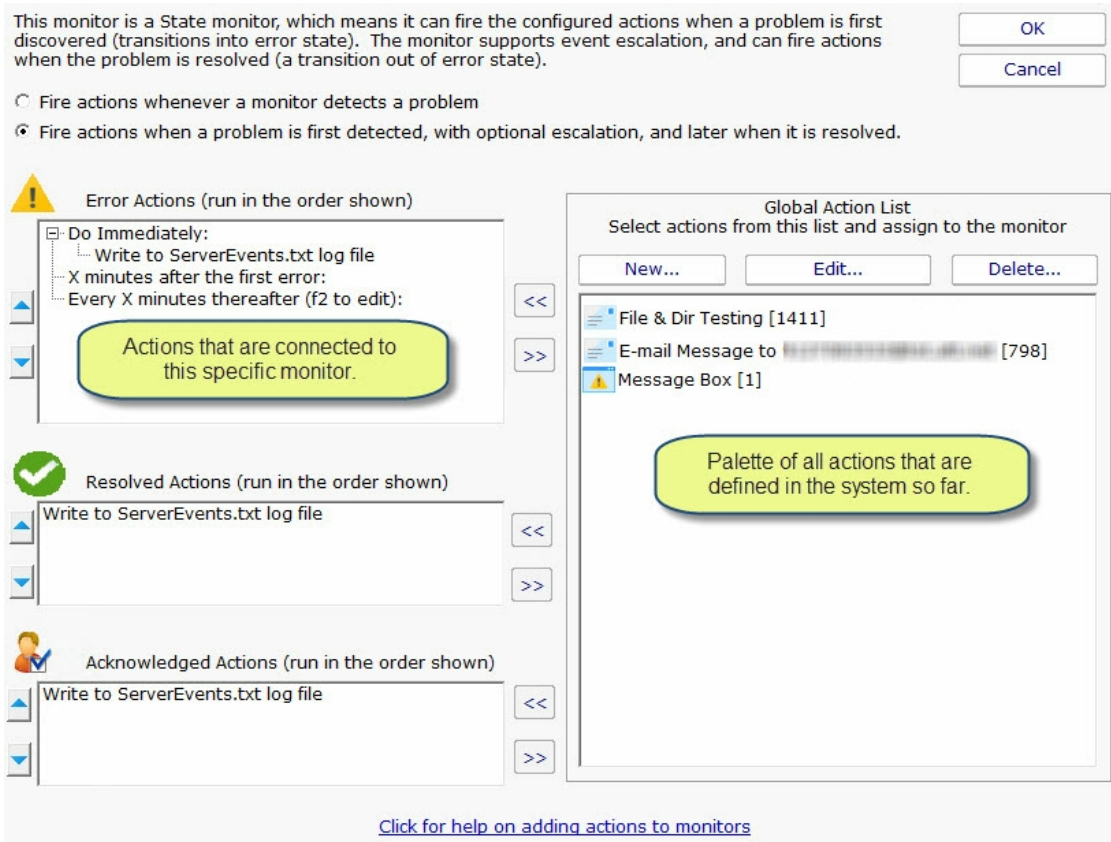 This monitor is a State monitor, which means it can fire the configured actions when a problem is first
discovered (transitions into error state). The monitor supports event escalation, and can fire actions
when the problem is resolved (a transition out of error state).
OK
Cancel
Fire actions whenever a monitor detects a problem
Fire actions when a problem is first detected, with optional escalation, and later when it is resolved.
Error Actions (run in the order shown)
Do Immediately:
Write to ServerEvents.txt log file
X minutes after the first error:
Every X minutes thereafter (f2 to edit):
Actions that are connected to
this specific monitor.
<<
>>
Resolved Actions (run in the order shown)
Write to ServerEvents.txt log file
<<
>>
Acknowledged Actions (run in the order shown)
Write to ServerEvents.txt log file
<<
>>
Global Action List
Select actions from this list and assign to the monitor
New...
Edit...
Delete...
File & Dir Testing [1411]
E-mail Message to [798]
Message Box [1]
Palette of all actions that are
defined in the system so far.
Click for help on adding actions to monitors